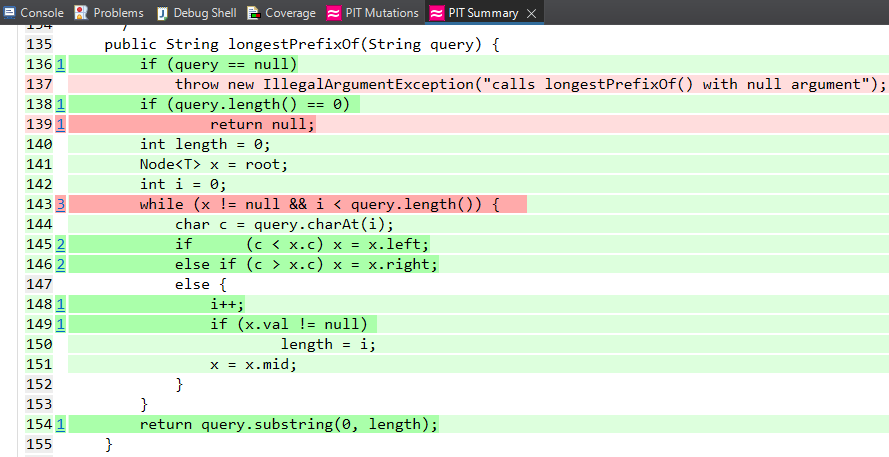 Console Problems Debug Shell Coverage PIT Mutations PIT Summary
134 /
135 public String longestPrefixOf(String query) {
136 1 if (query == null)
137 throw new IllegalArgumentException("calls longestPrefixOf() with null argument");
138 1 if (query.length() == 0)
139 1 return null;
140 int length = 0;
141 Node<T> x = root;
142 int i = 0;
143 3 while (x != null && i < query.length()) {
144 char c = query.charAt(i);
145 2 if (c < x.c) x = x.left;
146 2 else if (c > x.c) x = x.right;
147 else {
148 1 i++;
149 1 if (x.val != null)
150 length = i;
151 x = x.mid;
152 }
153 }
154 1 return query.substring(0, length);
155 }